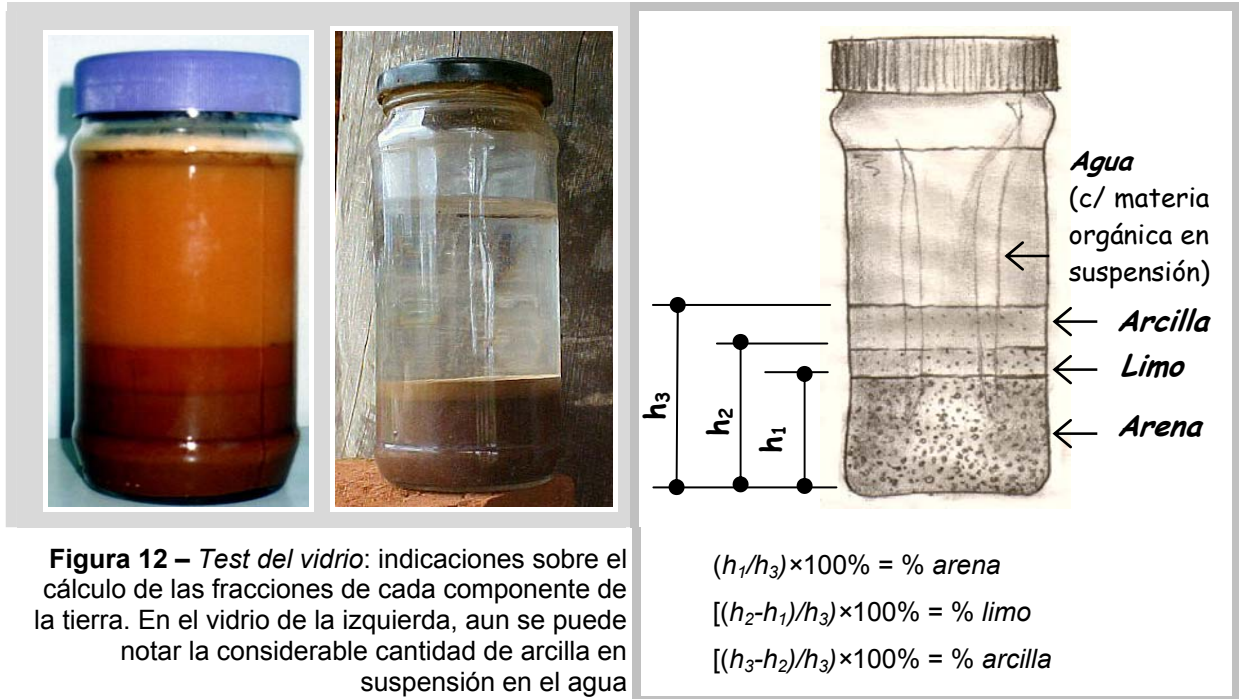 Agua
(c/ materia
orgánica en
suspensión)
Arcilla
Limo
Arena
h3
h2
h1
Figura 12 – Test del vidrio: indicaciones sobre el
cálculo de las fracciones de cada componente de
la tierra. En el vidrio de la izquierda, aun se puede
notar la considerable cantidad de arcilla en
suspensión en el agua
(h1/h3)×100% = % arena
[(h2-h1)/h3)×100% = % limo
[(h3-h2)/h3)×100% = % arcilla